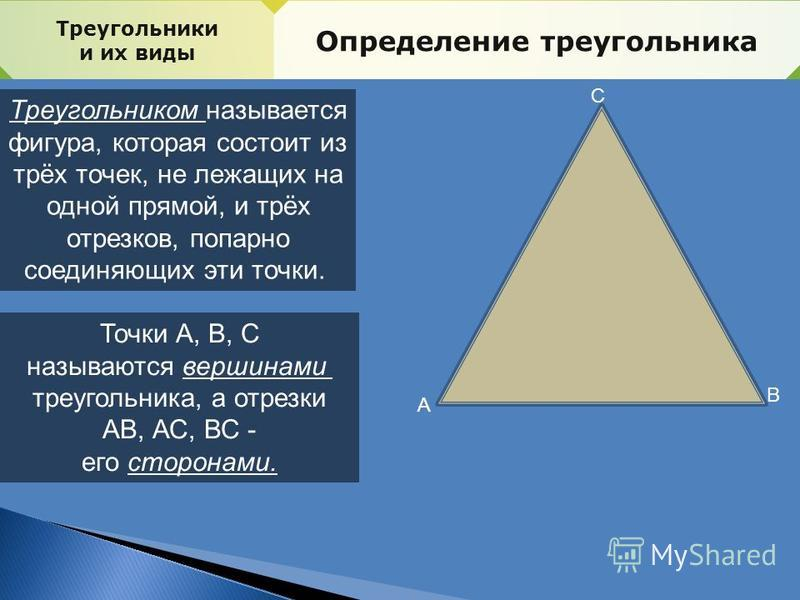 Треугольники
и их виды
Определение треугольника
Треугольником называется
фигура, которая состоит из
трёх точек, не лежащих на
одной прямой, и трёх
отрезков, попарно
соединяющих эти точки.
Точки А, В, С
называются вершинами
треугольника, а отрезки
АВ, АС, ВС -
его сторонами.
С
А
В
MyShared